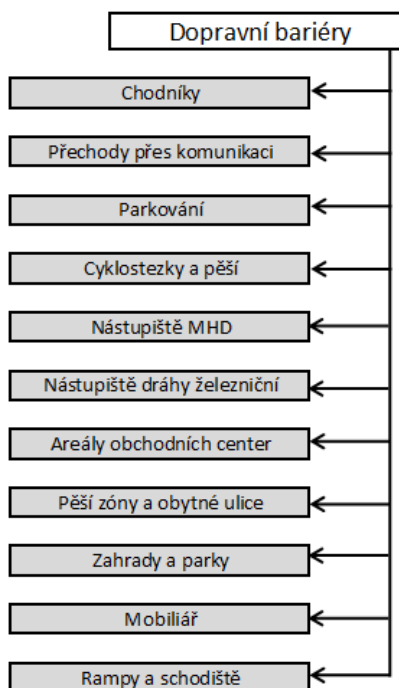 Dopravní bariéry
Chodníky
Přechody přes komunikaci
Parkování
Cyklostezky a pěší
Nástupiště MHD
Nástupiště dráhy železniční
Areály obchodních center
Pěší zóny a obytné ulice
Zahrady a parky
Mobiliář
Rampy a schodiště